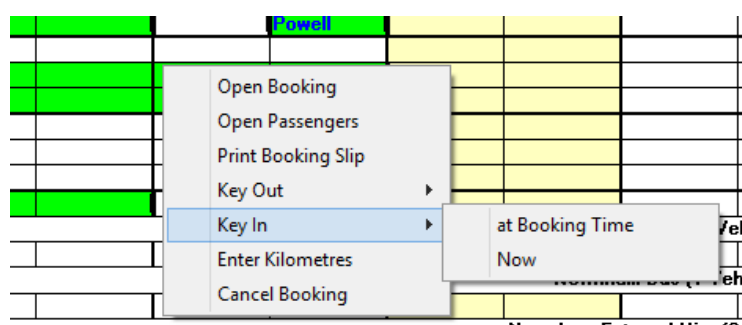 Powell
Open Booking
Open Passengers
Print Booking Slip
Key Out
Key In
at Booking Time
Now
Enter Kilometres
Cancel Booking